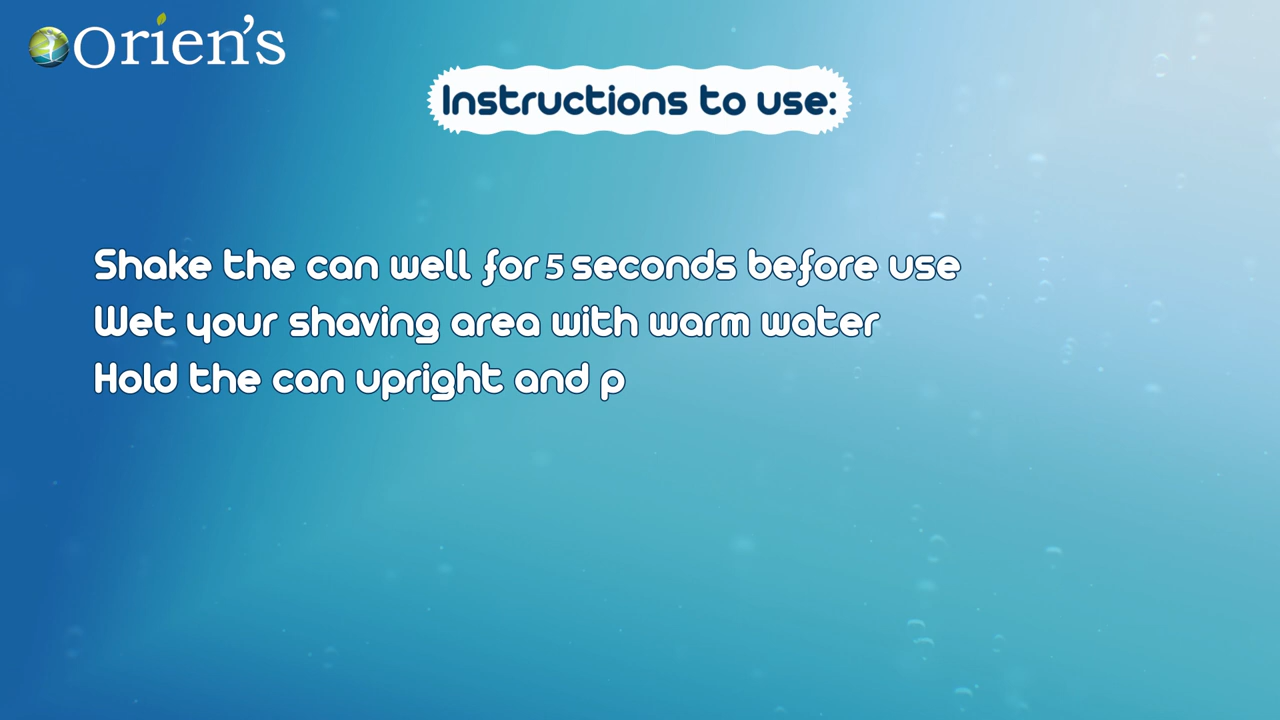 Orien's
Instructions to use:
Shake the can well for 5 seconds before use
Wet your shaving area with warm water
Hold the can upright and p